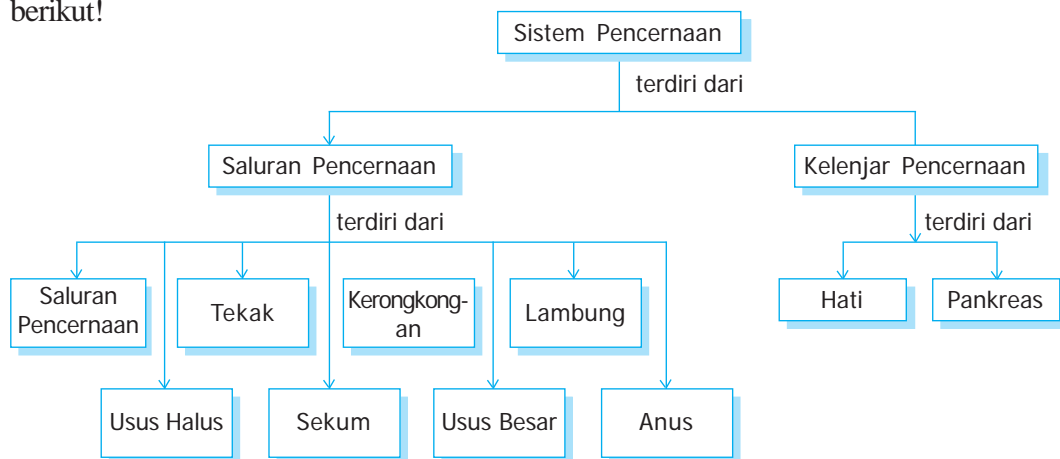 berikut!
Sistem Pencernaan
terdiri dari
Saluran Pencernaan
Kelenjar Pencernaan
terdiri dari
terdiri dari
Saluran
Pencernaan
Tekak
Kerongkong-
an
Lambung
Hati
Pankreas
Usus Halus
Sekum
Usus Besar
Anus